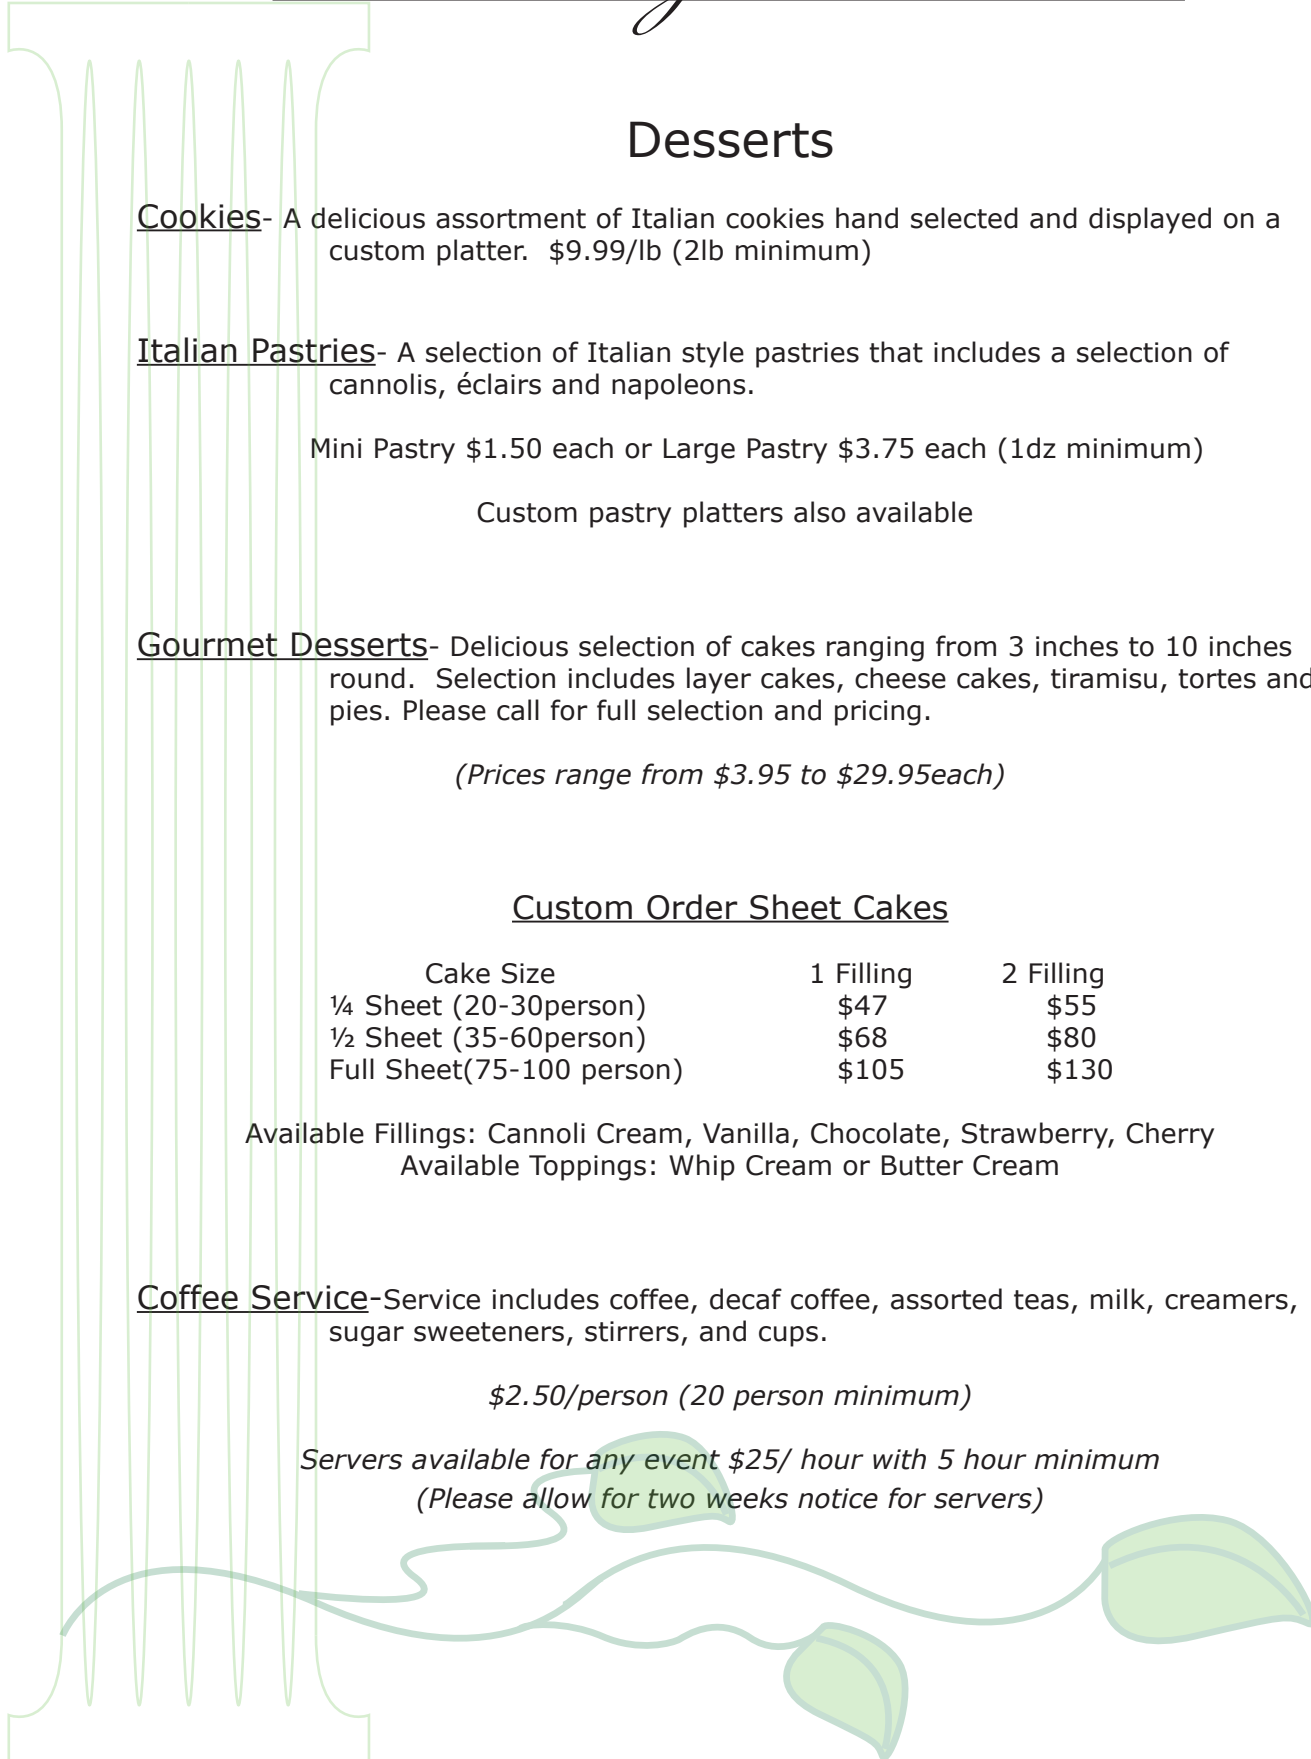 Desserts
Cookies- A delicious assortment of Italian cookies hand selected and displayed on a
custom platter.  $9.99/lb (2lb minimum)
Italian Pastries- A selection of Italian style pastries that includes a selection of
cannolis, éclairs and napoleons.
Mini Pastry $1.50 each or Large Pastry $3.75 each (1dz minimum)
Custom pastry platters also available
Gourmet Desserts- Delicious selection of cakes ranging from 3 inches to 10 inches
round.  Selection includes layer cakes, cheese cakes, tiramisu, tortes and
pies. Please call for full selection and pricing.
(Prices range from $3.95 to $29.95each)
Custom Order Sheet Cakes
Cake Size 1 Filling 2 Filling
¼ Sheet (20-30person) $47 $55
½ Sheet (35-60person) $68 $80
Full Sheet(75-100 person) $105 $130
Available Fillings: Cannoli Cream, Vanilla, Chocolate, Strawberry, Cherry
Available Toppings: Whip Cream or Butter Cream
Coffee Service-Service includes coffee, decaf coffee, assorted teas, milk, creamers,
sugar sweeteners, stirrers, and cups.
$2.50/person (20 person minimum)
Servers available for any event $25/ hour with 5 hour minimum
(Please allow for two weeks notice for servers)